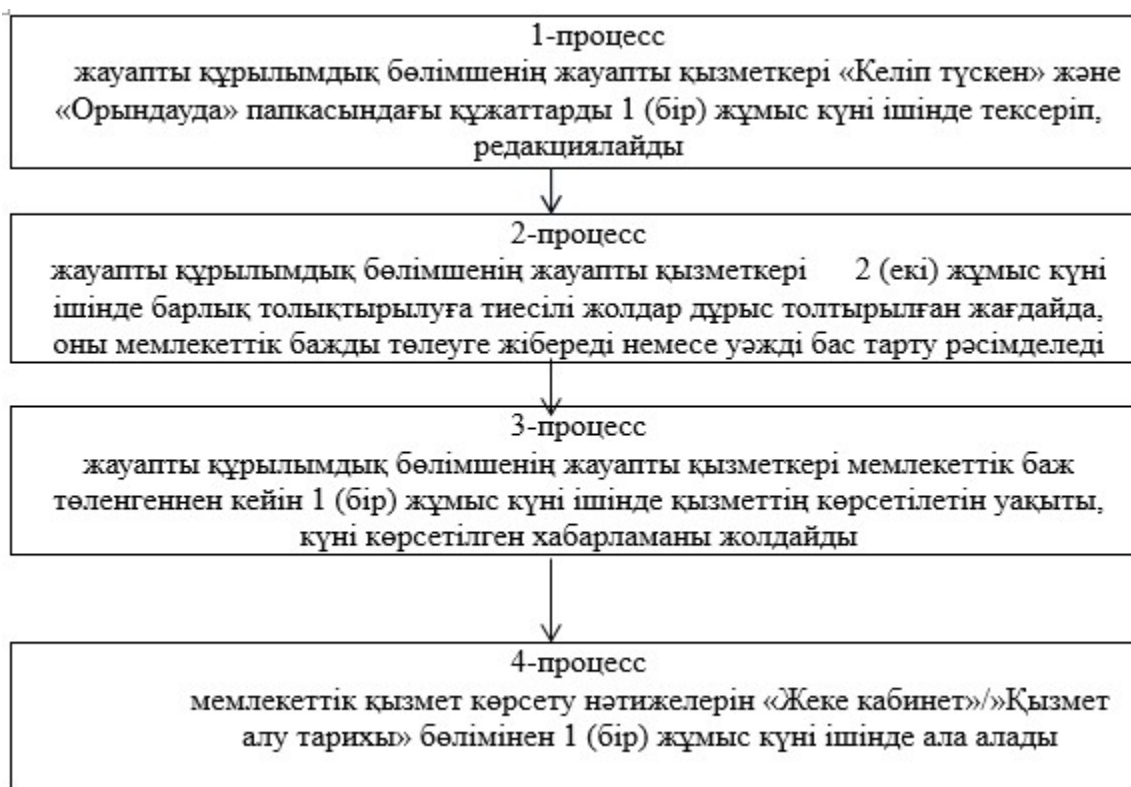 1-процесс
жауапты құрылымдық бөлімшенің жауапты қызметкері «Келіп түскен» және
«Орындауда» папкасындағы құжаттарды 1 (бір) жұмыс күні ішінде тексеріп,
редакциялайды
2-процесс
жауапты құрылымдық бөлімшенің жауапты қызметкері 2 (екі) жұмыс күні
ішінде барлық толықтырылуға тиесілі жолдар дұрыс толтырылған жағдайда,
оны мемлекеттік бажды төлеуге жібереді немесе уәжді бас тарту рәсімделеді
3-процесс
жауапты құрылымдық бөлімшенің жауапты қызметкері мемлекеттік баж
төленгеннен кейін 1 (бір) жұмыс күні ішінде қызметтің көрсетілетін уақыты,
күні көрсетілген хабарламаны жолдайды
4-процесс
мемлекеттік қызмет көрсету нәтижелерін «Жеке кабинет»/»Қызмет
алу тарихы» бөлімінен 1 (бір) жұмыс күні ішінде ала алады